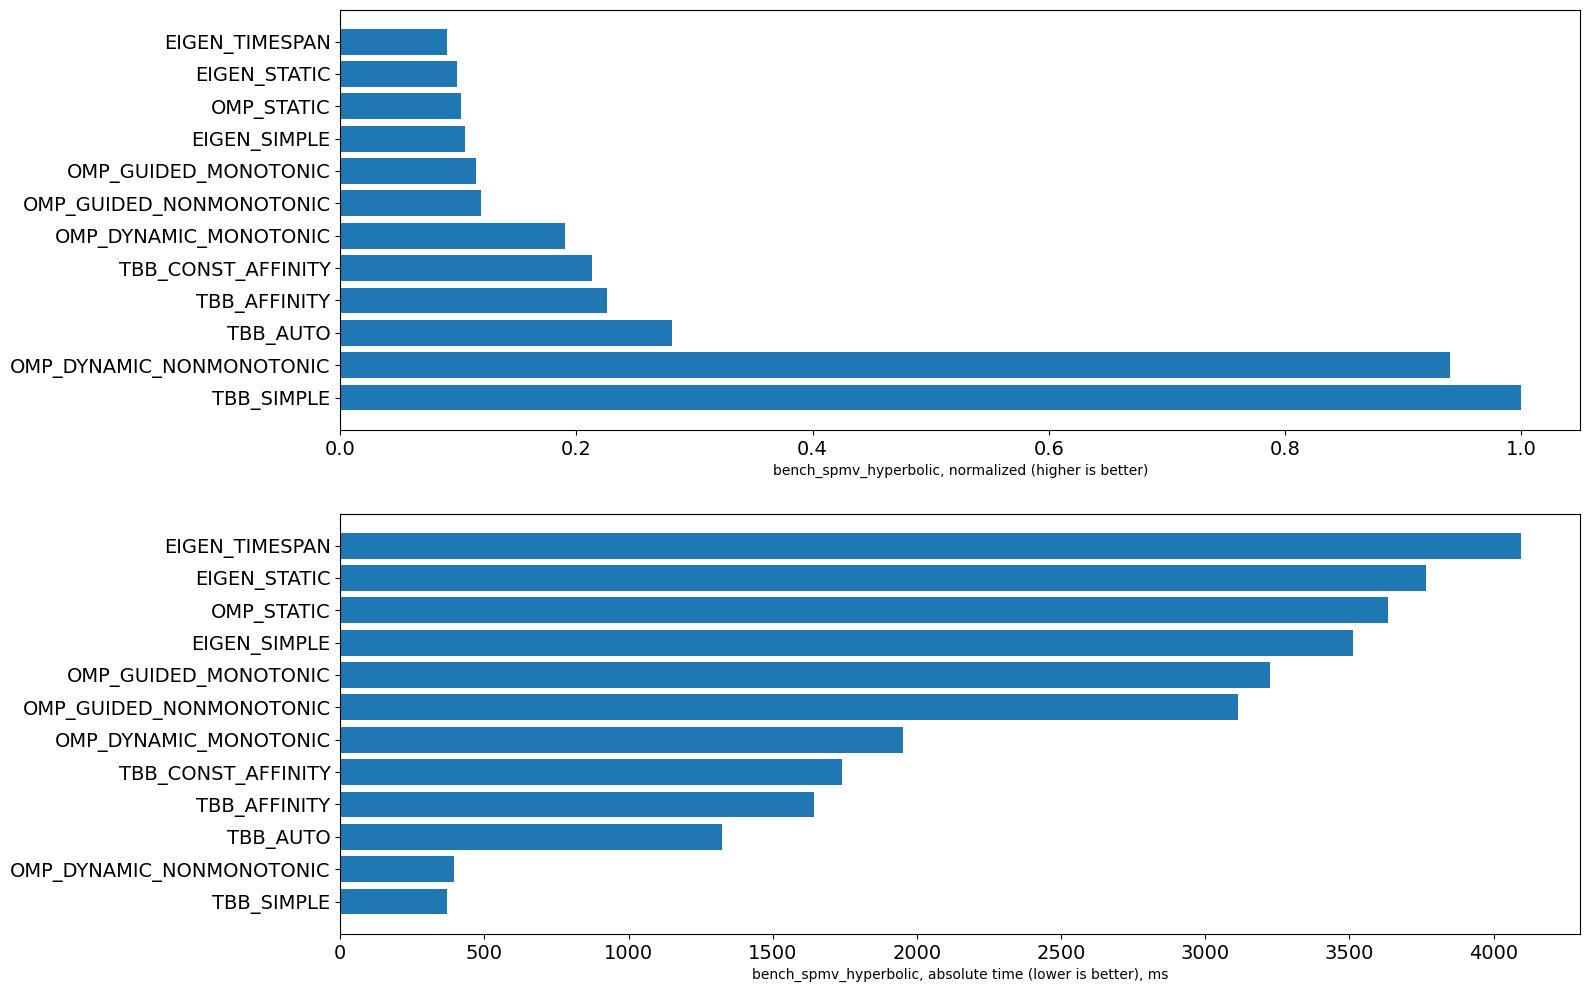 EIGEN_TIMESPAN
EIGEN_STATIC
OMP_STATIC
EIGEN_SIMPLE
OMP_GUIDED_MONOTONIC
OMP_GUIDED_NONMONOTONIC
OMP_DYNAMIC_MONOTONIC
TBB_CONST_AFFINITY
TBB_AFFINITY
TBB_AUTO
OMP_DYNAMIC_NONMONOTONIC
TBB_SIMPLE
0.0 0.2 0.4 0.6 0.8 1.0
bench_spmv_hyperbolic, normalized (higher is better)
EIGEN_TIMESPAN
EIGEN_STATIC
OMP_STATIC
EIGEN_SIMPLE
OMP_GUIDED_MONOTONIC
OMP_GUIDED_NONMONOTONIC
OMP_DYNAMIC_MONOTONIC
TBB_CONST_AFFINITY
TBB_AFFINITY
TBB_AUTO
OMP_DYNAMIC_NONMONOTONIC
TBB_SIMPLE
0 500 1000 1500 2000 2500 3000 3500 4000
bench_spmv_hyperbolic, absolute time (lower is better), ms